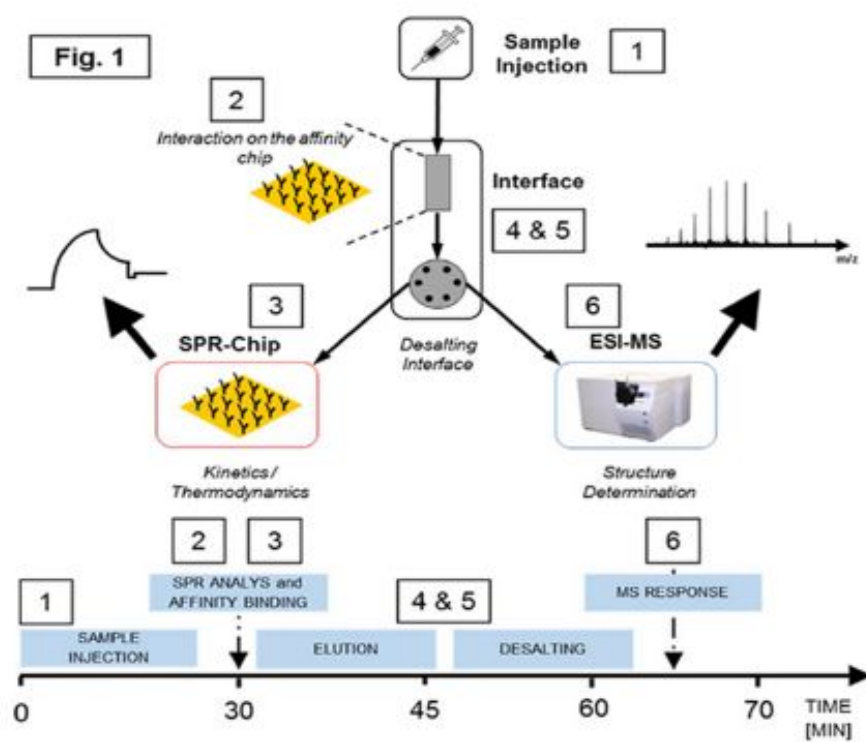 Fig. 1
Sample
Injection
1
2
Interaction on the affinity
chip
Interface
4 & 5
m/z
3
6
SPR-Chip
Desalting
Interface
ESI-MS
Kinetics /
Thermodynamics
Structure
Determination
2
3
6
1
SPR ANALYS and
AFFINITY BINDING
4 & 5
MS RESPONSE
SAMPLE
INJECTION
ELUTION
DESALTING
0
30
45
60
70
TIME
[MIN]